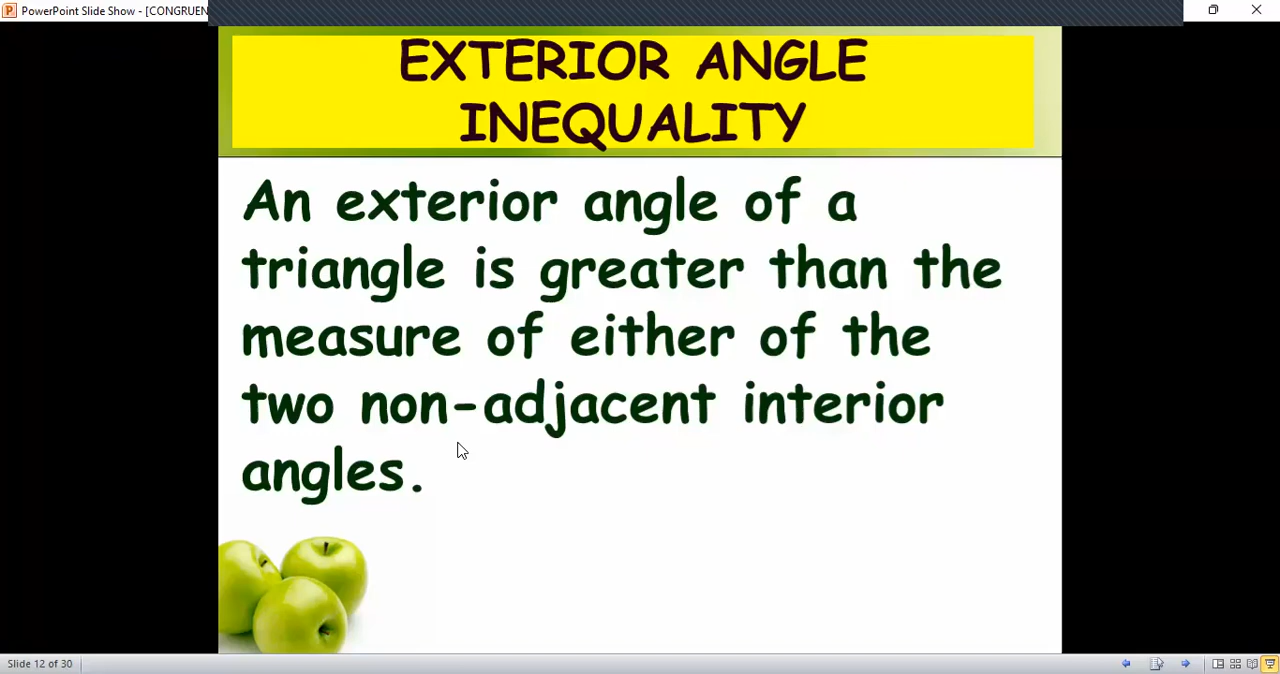 PowerPoint Slide Show - [CONGRUEN
EXTERIOR ANGLE
INEQUALITY
An exterior angle of a
triangle is greater than the
measure of either of the
two non-adjacent interior
angles.
Slide 12 of 30